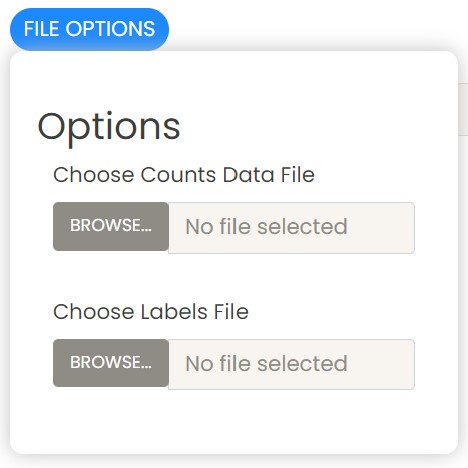 FILE OPTIONS
Options
Choose Counts Data File
BROWSE...
No file selected
Choose Labels File
BROWSE...
No file selected